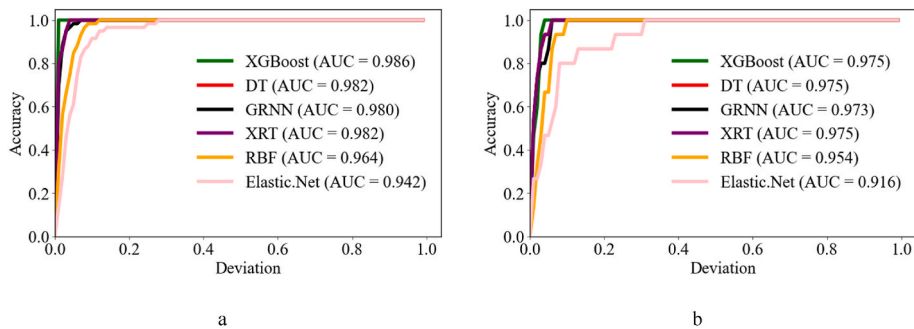 1.0
0.8
0.6
0.4
0.2
0.0
Accuracy
XGBoost (AUC = 0.986)
DT (AUC = 0.982)
GRNN (AUC = 0.980)
XRT (AUC = 0.982)
RBF (AUC = 0.964)
Elastic.Net (AUC = 0.942)
0.0 0.2 0.4 0.6 0.8 1.0
Deviation
a
1.0
0.8
0.6
0.4
0.2
0.0
Accuracy
XGBoost (AUC = 0.975)
DT (AUC = 0.975)
GRNN (AUC = 0.973)
XRT (AUC = 0.975)
RBF (AUC = 0.954)
Elastic.Net (AUC = 0.916)
0.0 0.2 0.4 0.6 0.8 1.0
Deviation
b